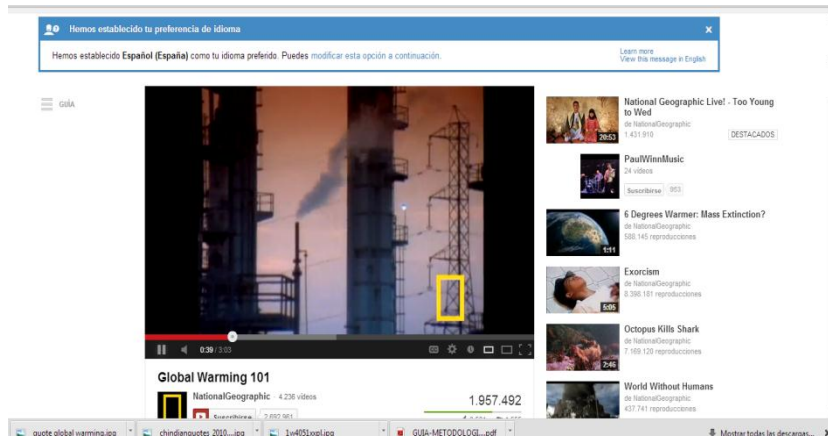 Hemos establecido tu preferencia de idioma
Hemos establecido Español (España) como tu idioma preferido. Puedes modificar esta opción a continuación.
Learn more
View this message in English
GUÍA
0:39 / 3:03
Global Warming 101
NationalGeographic · 4.236 vídeos
Suscribirse 2.692.961
1.957.492
National Geographic Live! - Too Young to Wed
de NationalGeographic
1.431.910
DESTACADOS
20:53
PaulWinnMusic
24 vídeos
Suscribirse 853
6 Degrees Warmer: Mass Extinction?
de NationalGeographic
588.145 reproducciones
1:11
Exorcism
de NationalGeographic
8.398.181 reproducciones
5:05
Octopus Kills Shark
de NationalGeographic
7.169.120 reproducciones
2:46
World Without Humans
de NationalGeographic
437.741 reproducciones
quote global warming.jpg
chindianquotes 2010....jpg
1w4051xxpl.jpg
GUIA-METODOLOGI....pdf
Mostrar todas las descargas...